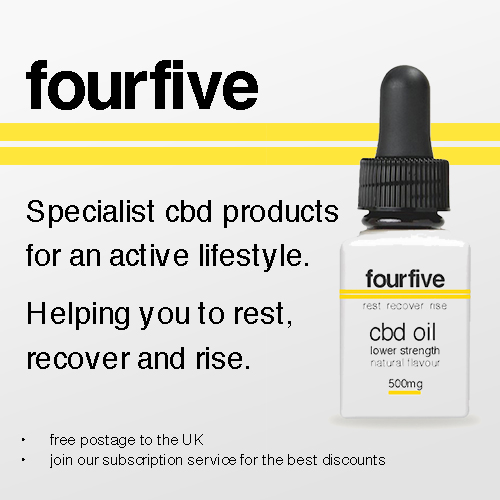 fourfive
Specialist cbd products
for an active lifestyle.
Helping you to rest,
recover and rise.
fourfive
rest recover rise
cbd oil
lower strength
natural flavour
500mg
• free postage to the UK
• join our subscription service for the best discounts